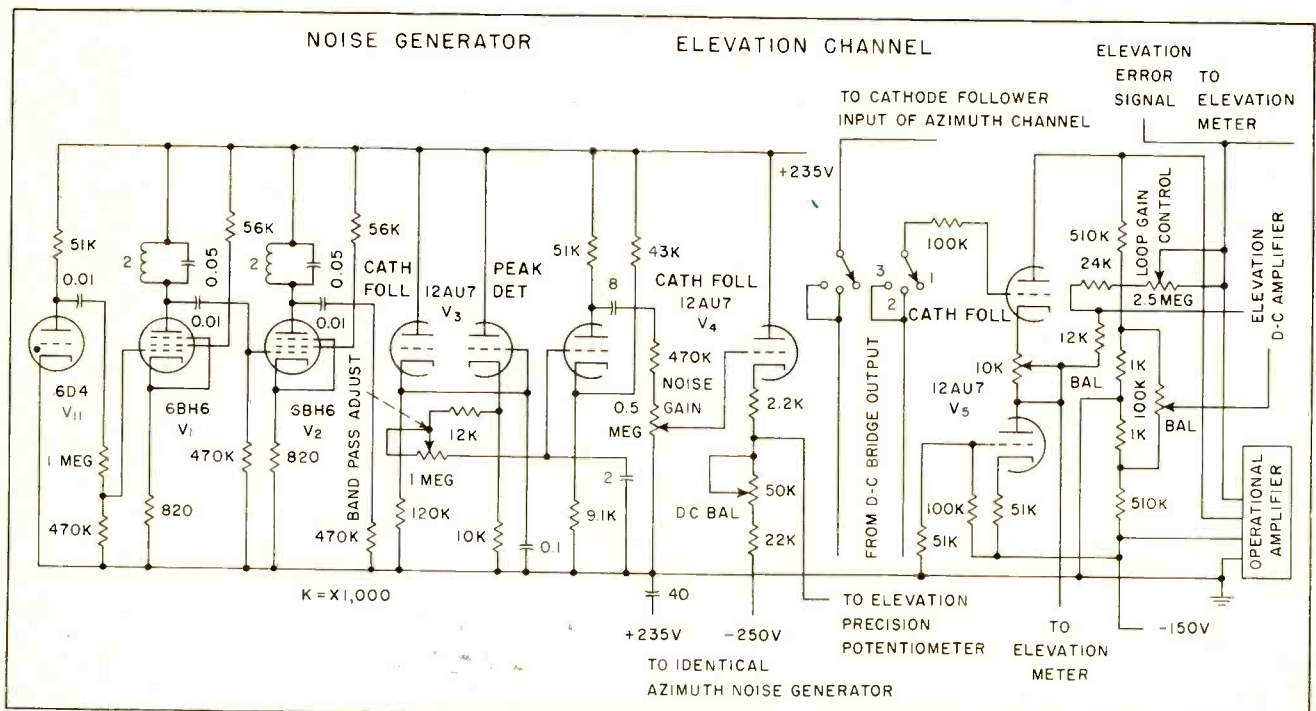 NOISE GENERATOR
ELEVATION CHANNEL
ELEVATION
ERROR
SIGNAL
TO
ELEVATION
METER
TO CATHODE FOLLOWER
INPUT OF AZIMUTH CHANNEL
+235V
51K
0.01
2
0.05
0.01
56K
2
0.05
0.01
56K
CATH
FOLL
12AU7
V3
PEAK
DET
51K
8
43K
CATH FOLL
12AU7
V4
470K
NOISE
GAIN
0.5
MEG
100K
3
1
2
CATH FOLL
12AU7
V5
510K
24K
LOOP GAIN
CONTROL
2.5 MEG
12K
10K
BAL
1K
100K
1K
BAL
ELEVATION
D-C AMPLIFIER
6D4
V11
6BH6
V1
6BH6
V2
1 MEG
470K
820
470K
820
BAND PASS ADJUST
470K
12K
1 MEG
120K
10K
0.1
2
9.1K
2.2K
50K
DC BAL
22K
FROM D-C BRIDGE OUTPUT
51K
100K
51K
510K
OPERATIONAL
AMPLIFIER
K = X1,000
40
+235V
-250V
TO IDENTICAL
AZIMUTH NOISE GENERATOR
TO ELEVATION
PRECISION
POTENTIOMETER
TO
ELEVATION
METER
-150V